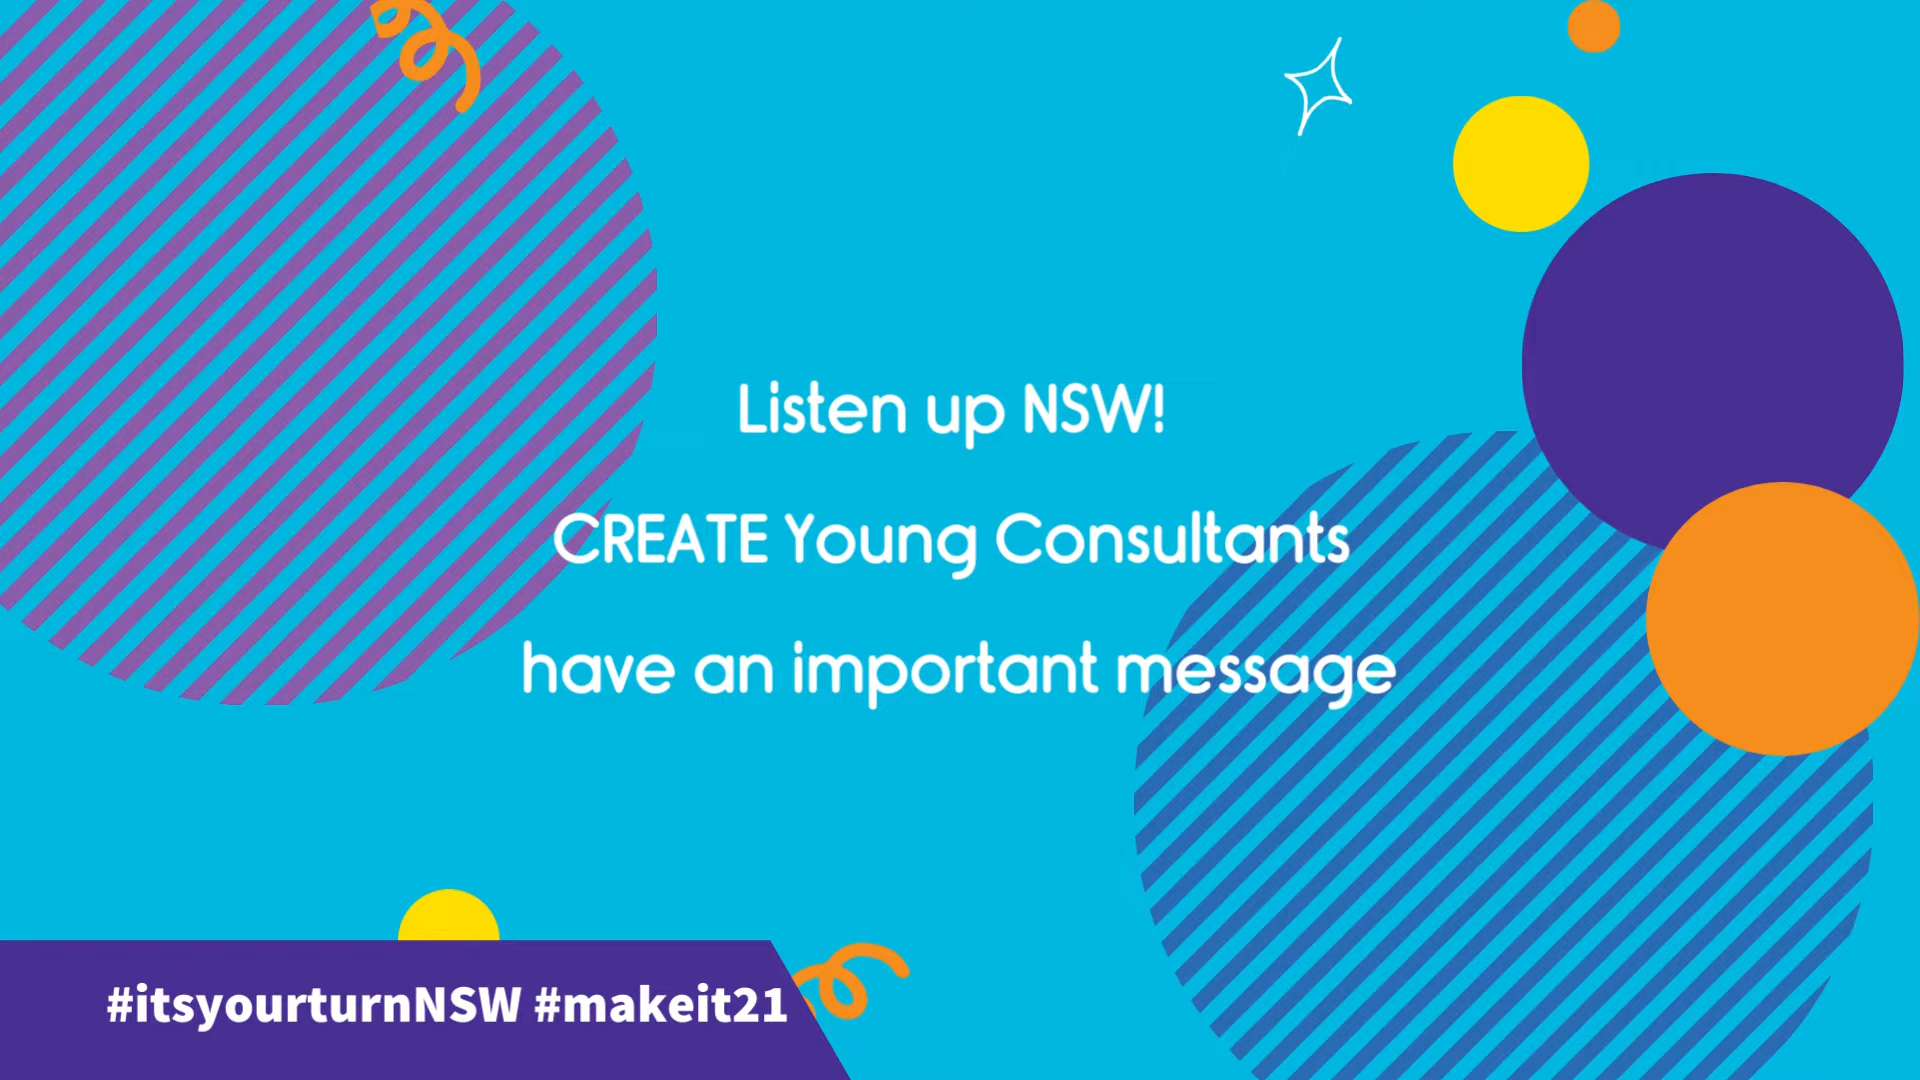 Listen up NSW!
CREATE Young Consultants
have an important message
#itsyourturnNSW #makeit21